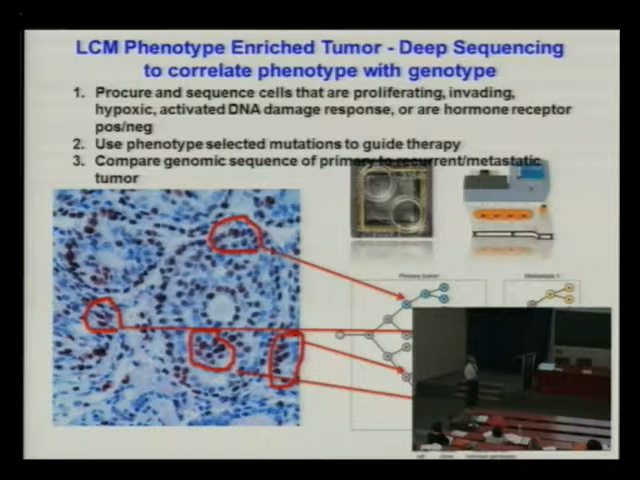 LCM Phenotype Enriched Tumor - Deep Sequencing
to correlate phenotype with genotype
1. Procure and sequence cells that are proliferating, invading,
hypoxic, activated DNA damage response, or are hormone receptor
pos/neg
2. Use phenotype selected mutations to guide therapy
3. Compare genomic sequence of primary to recurrent/metastatic
tumor
Primary tumor
Metastasis 1